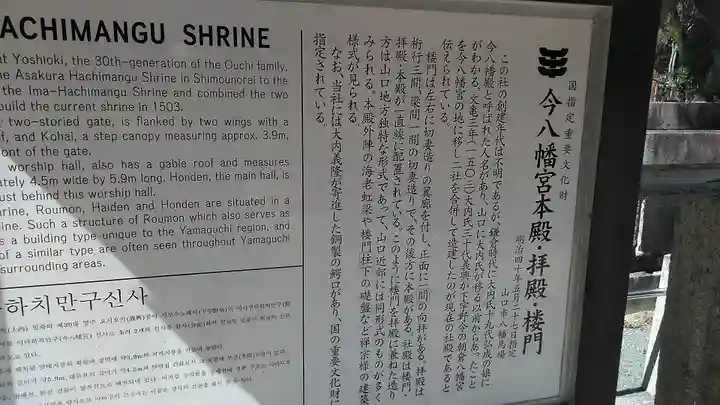 ACHIMANGU SHRINE
t Yoshioki, the 30th-generation of the Ouchi family,
he Asakura Hachimangu Shrine in Shimounorei to the
the Ima-Hachimangu Shrine and combined the two
build the current shrine in 1503.
two-storied gate, is flanked by two wings with a
f, and Kohai, a step canopy measuring approx. 3.9m,
ont of the gate.
worship hall, also has a gable roof and measures
ately 4.5m wide by 5.9m long. Honden, the main hall, is
ust behind this worship hall.
hrine, Roumon, Haiden and Honden are situated in a
ine. Such a structure of Roumon which also serves as
s a building type unique to the Yamaguchi region, and
of a similar type are often seen throughout Yamaguchi
surrounding areas.
하치만구신사
国指定重要文化財
今八幡宮本殿・拝殿・楼門
明治四十年五月二十七日指定
山口市八幡馬場
この社の創建年代は不明であるが、鎌倉時代に大内氏十九代弘成の娘に
今八幡殿と呼ばれた人名があり、山口に大内氏が移る以前からあったこと
がわかる。文亀三年(一五〇三)大内氏三十代義興が下宇野令の朝倉八幡宮
を今八幡宮の地に移し二社を合併して造建したのが現在の社殿であると
伝えられている。
楼門は左右に切妻造りの翼廊を付し、正面に一間の向拝がある。拝殿は
桁行三間、梁間一間の切妻造りで、その後方に本殿がある。社殿は楼門・
拝殿・本殿が一直線に配置されている。このように楼門を拝殿に兼ねた造り
方は山口地方独特な形式であって、山口近郊には同形式のものが多く
みられる。本殿外陣の海老虹梁や楼門柱下の礎盤など禅宗様の建築
様式が見られる。
なお、当社には大内義隆が寄進した銅製の鰐口があり、国の重要文化財に
指定されている。